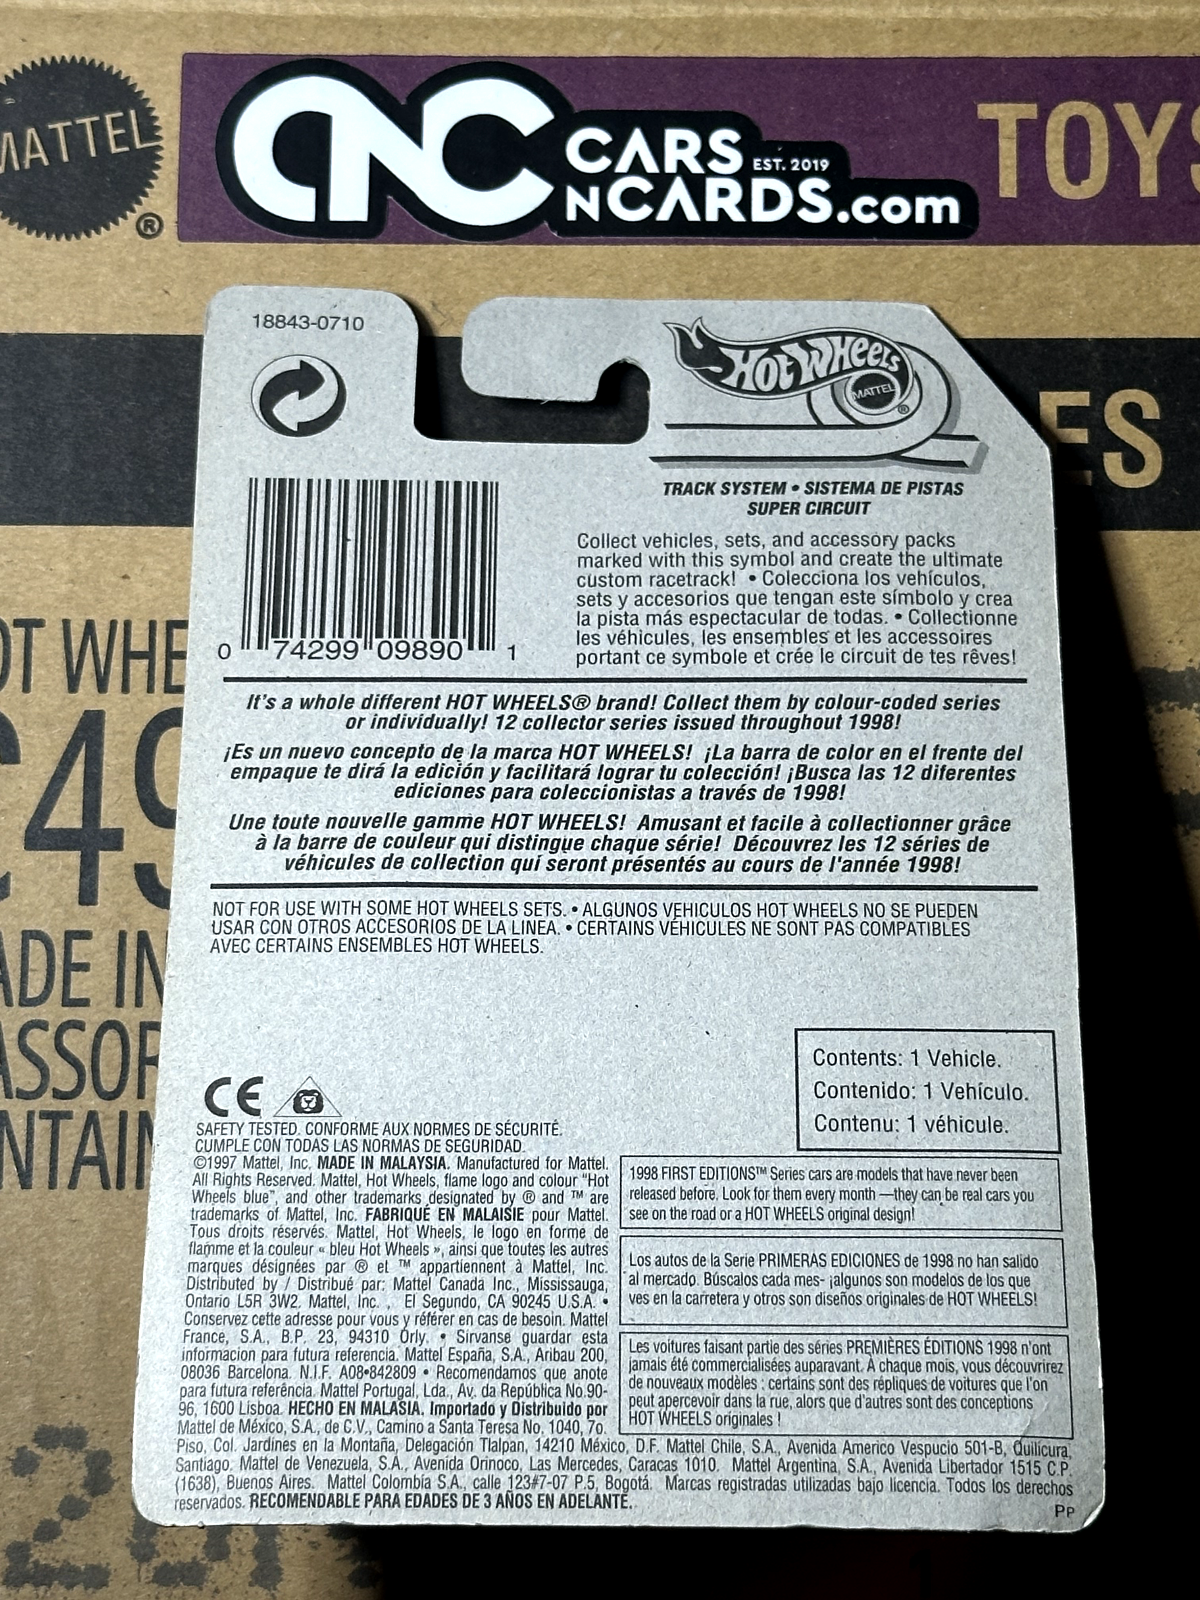 MATTEL
®
CNC CARS EST. 2019
NCARDS.com
TOYS
ES
18843-0710
HOT WHEELS
MATTEL
®
TRACK SYSTEM • SISTEMA DE PISTAS
SUPER CIRCUIT
Collect vehicles, sets, and accessory packs
marked with this symbol and create the ultimate
custom racetrack! • Colecciona los vehículos,
sets y accesorios que tengan este símbolo y crea
la pista más espectacular de todas. • Collectionne
les véhicules, les ensembles et les accessoires
portant ce symbole et crée le circuit de tes rêves!
0 74299 09890 1
It's a whole different HOT WHEELS® brand! Collect them by colour-coded series
or individually! 12 collector series issued throughout 1998!
¡Es un nuevo concepto de la marca HOT WHEELS! ¡La barra de color en el frente del
empaque te dirá la edición y facilitará lograr tu colección! ¡Busca las 12 diferentes
ediciones para coleccionistas a través de 1998!
Une toute nouvelle gamme HOT WHEELS! Amusant et facile à collectionner grâce
à la barre de couleur qui distingue chaque série! Découvrez les 12 séries de
véhicules de collection qui seront présentés au cours de l'année 1998!
NOT FOR USE WITH SOME HOT WHEELS SETS. • ALGUNOS VEHICULOS HOT WHEELS NO SE PUEDEN
USAR CON OTROS ACCESORIOS DE LA LINEA. • CERTAINS VÉHICULES NE SONT PAS COMPATIBLES
AVEC CERTAINS ENSEMBLES HOT WHEELS.
Contents: 1 Vehicle.
Contenido: 1 Vehículo.
Contenu: 1 véhicule.
CE
SAFETY TESTED. CONFORME AUX NORMES DE SÉCURITÉ.
CUMPLE CON TODAS LAS NORMAS DE SEGURIDAD.
©1997 Mattel, Inc. MADE IN MALAYSIA. Manufactured for Mattel.
All Rights Reserved. Mattel, Hot Wheels, flame logo and colour "Hot
Wheels blue", and other trademarks designated by ® and ™ are
trademarks of Mattel, Inc. FABRIQUÉ EN MALAISIE pour Mattel.
Tous droits réservés. Mattel, Hot Wheels, le logo en forme de
flamme et la couleur « bleu Hot Wheels », ainsi que toutes les autres
marques désignées par ® et ™ appartiennent à Mattel, Inc.
Distributed by / Distribué par: Mattel Canada Inc., Mississauga,
Ontario L5R 3W2. Mattel, Inc. , El Segundo, CA 90245 U.S.A. •
Conservez cette adresse pour vous y référer en cas de besoin. Mattel
France, S.A., B.P. 23, 94310 Orly. • Sirvanse guardar esta
informacion para futura referencia. Mattel España, S.A., Aribau 200,
08036 Barcelona. N.I.F. A08•842809 • Recomendamos que anote
para futura referência. Mattel Portugal, Lda., Av. da República No.90-
96, 1600 Lisboa. HECHO EN MALASIA. Importado y Distribuido por
Mattel de México, S.A., de C.V., Camino a Santa Teresa No. 1040, 7o.
Piso, Col. Jardines en la Montaña, Delegación Tlalpan, 14210 México, D.F. Mattel Chile, S.A., Avenida Americo Vespucio 501-B, Quilicura,
Santiago. Mattel de Venezuela, S.A., Avenida Orinoco, Las Mercedes, Caracas 1010. Mattel Argentina, S.A., Avenida Libertador 1515 C.P.
(1638), Buenos Aires. Mattel Colombia S.A., calle 123#7-07 P.5, Bogotá. Marcas registradas utilizadas bajo licencia. Todos los derechos
reservados. RECOMENDABLE PARA EDADES DE 3 AÑOS EN ADELANTE.
1998 FIRST EDITIONS™ Series cars are models that have never been
released before. Look for them every month —they can be real cars you
see on the road or a HOT WHEELS original design!
Los autos de la Serie PRIMERAS EDICIONES de 1998 no han salido
al mercado. Búscalos cada mes- ¡algunos son modelos de los que
ves en la carretera y otros son diseños originales de HOT WHEELS!
Les voitures faisant partie des séries PREMIÈRES ÉDITIONS 1998 n'ont
jamais été commercialisées auparavant. À chaque mois, vous découvrirez
de nouveaux modèles : certains sont des répliques de voitures que l'on
peut apercevoir dans la rue, alors que d'autres sont des conceptions
HOT WHEELS originales !
PP
OT WHE
C49
ADE IN
ASSOR
NTAIN